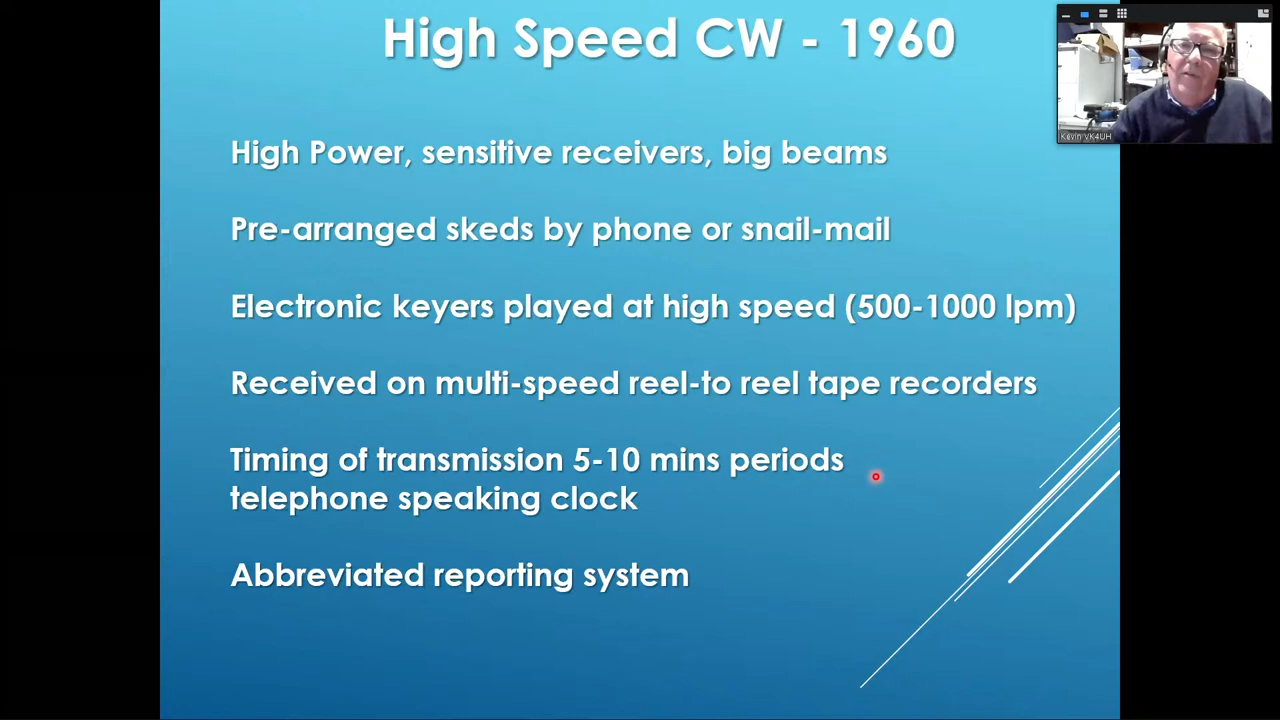 High Speed CW - 1960
High Power, sensitive receivers, big beams
Pre-arranged skeds by phone or snail-mail
Electronic keyers played at high speed (500-1000 lpm)
Received on multi-speed reel-to reel tape recorders
Timing of transmission 5-10 mins periods
telephone speaking clock
Abbreviated reporting system
Kevin VK4UH